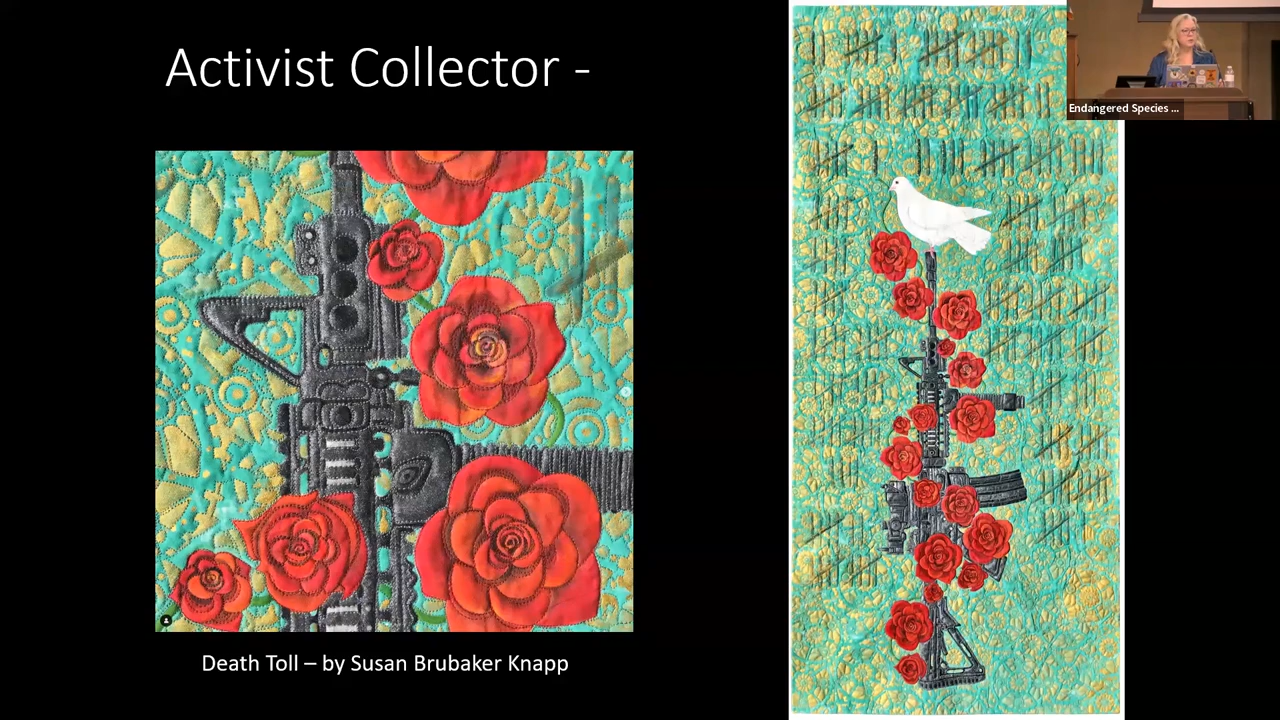 Activist Collector -
Endangered Species ...
Death Toll – by Susan Brubaker Knapp